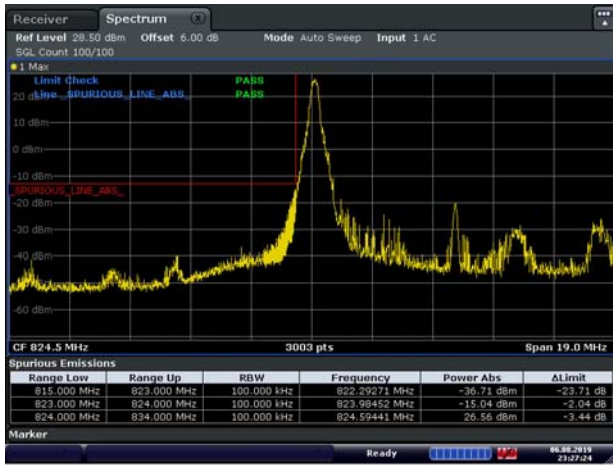 Receiver Spectrum
Ref Level 28.50 dBm Offset 6.00 dB Mode Auto Sweep Input 1 AC
SGL Count 100/100
1 Max
Limit Check PASS
20 dBm Line _SPURIOUS_LINE_ABS_ PASS
10 dBm
0 dBm
-10 dBm
_SPURIOUS_LINE_ABS_
-20 dBm
-30 dBm
-40 dBm
-60 dBm
CF 824.5 MHz 3003 pts Span 19.0 MHz
Spurious Emissions
Range Low Range Up RBW Frequency Power Abs ΔLimit
815.000 MHz 823.000 MHz 100.000 kHz 822.29271 MHz -36.71 dBm -23.71 dB
823.000 MHz 824.000 MHz 100.000 kHz 823.98452 MHz -15.04 dBm -2.04 dB
824.000 MHz 834.000 MHz 100.000 kHz 824.59441 MHz 26.56 dBm -3.44 dB
Marker
Ready 06.08.2019
23:27:24